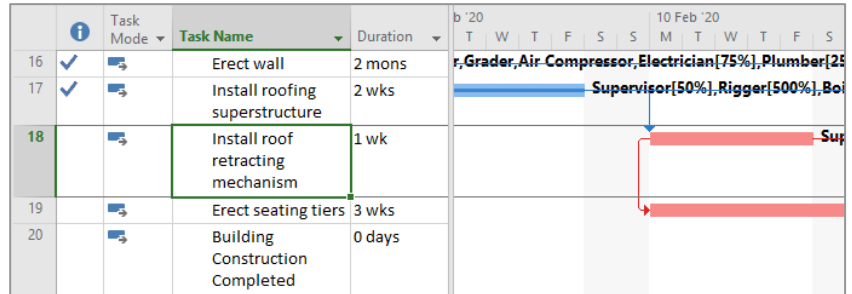 b '20 10 Feb '20
Task
Mode Task Name Duration T W T F S S M T W T F S
16 Erect wall 2 mons r,Grader,Air Compressor,Electrician[75%],Plumber[25
17 Install roofing 2 wks Supervisor[50%],Rigger[500%],Boi
superstructure
18 Install roof 1 wk Sup
retracting
mechanism
19 Erect seating tiers 3 wks
20 Building 0 days
Construction
Completed